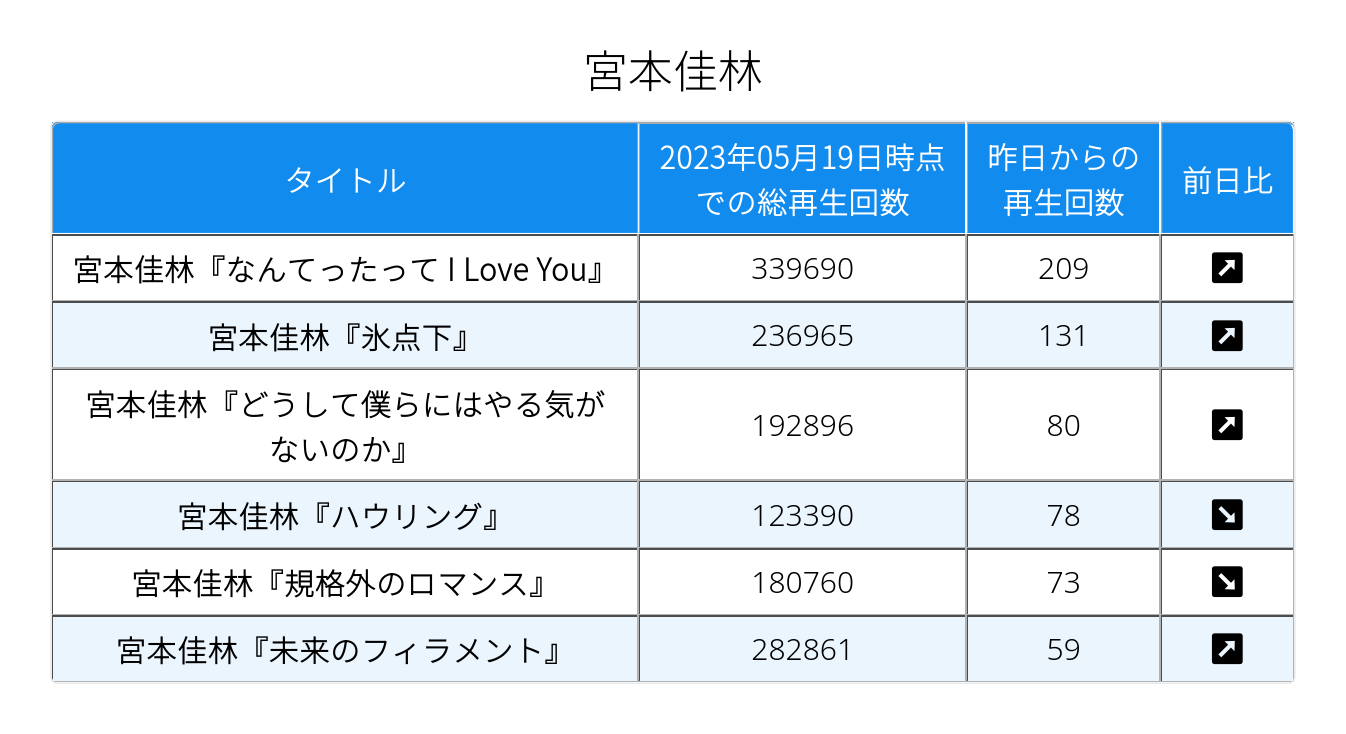 宮本佳林
タイトル
2023年05月19日時点
での総再生回数
昨日からの
再生回数
前日比
宮本佳林『なんてったって I Love You』
339690
209
宮本佳林『氷点下』
236965
131
宮本佳林『どうして僕らにはやる気が
ないのか』
192896
80
宮本佳林『ハウリング』
123390
78
宮本佳林『規格外のロマンス』
180760
73
宮本佳林『未来のフィラメント』
282861
59